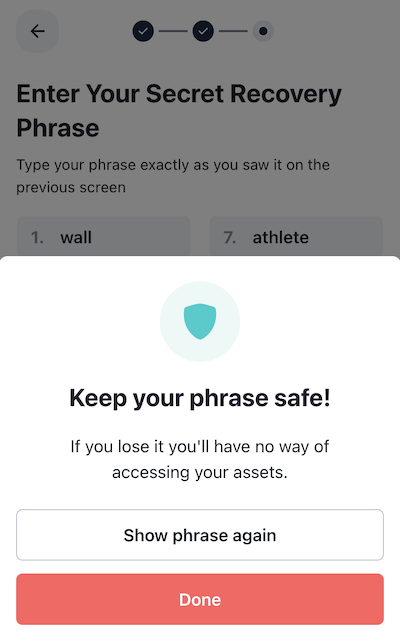 Enter Your Secret Recovery
Phrase
Type your phrase exactly as you saw it on the
previous screen
1. wall
7. athlete
Keep your phrase safe!
If you lose it you'll have no way of
accessing your assets.
Show phrase again
Done